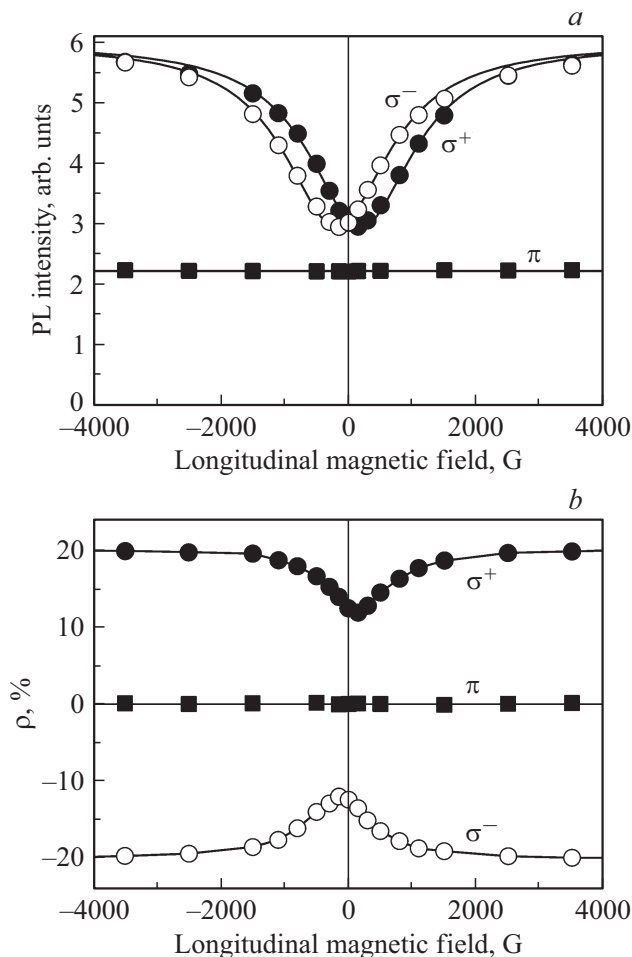 a
6
5
4
3
2
1
0
PL intensity, arb. unts
σ−
σ+
π
–4000 –2000 0 2000 4000
Longitudinal magnetic field, G
b
20
10
0
–10
–20
ρ, %
σ+
π
σ−
–4000 –2000 0 2000 4000
Longitudinal magnetic field, G